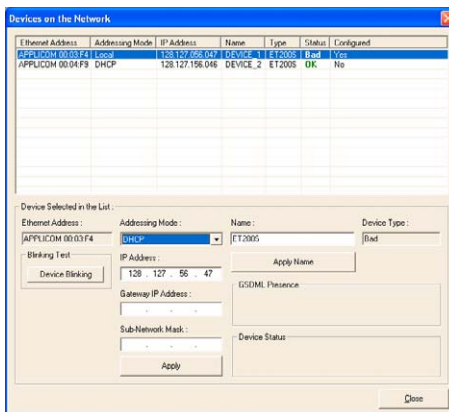 Devices on the Network
Ethernet Address Addressing Mode IP Address Name Type Status Configured
APPLICOM 00:03:F4 Local 128.127.056.047 DEVICE_1 ET200S Bad Yes
APPLICOM 00:04:F9 DHCP 128.127.156.046 DEVICE_2 ET200S OK No
Device Selected in the List :
Ethernet Address : Addressing Mode : Name : Device Type :
APPLICOM 00:03:F4 DHCP ET200S Bad
Blinking Test IP Address : Apply Name
Device Blinking 128 . 127 . 56 . 47
GSDML Presence
Gateway IP Address :
. . .
Sub-Network Mask : Device Status
. . .
Apply
Close